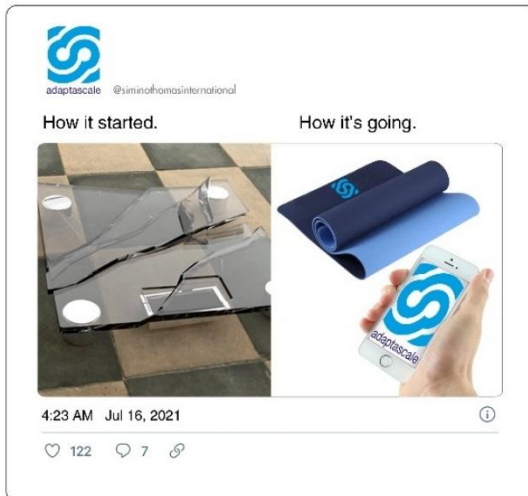 adaptascale @siminothomasinternational
How it started. How it's going.
adaptascale
4:23 AM Jul 16, 2021
122 7